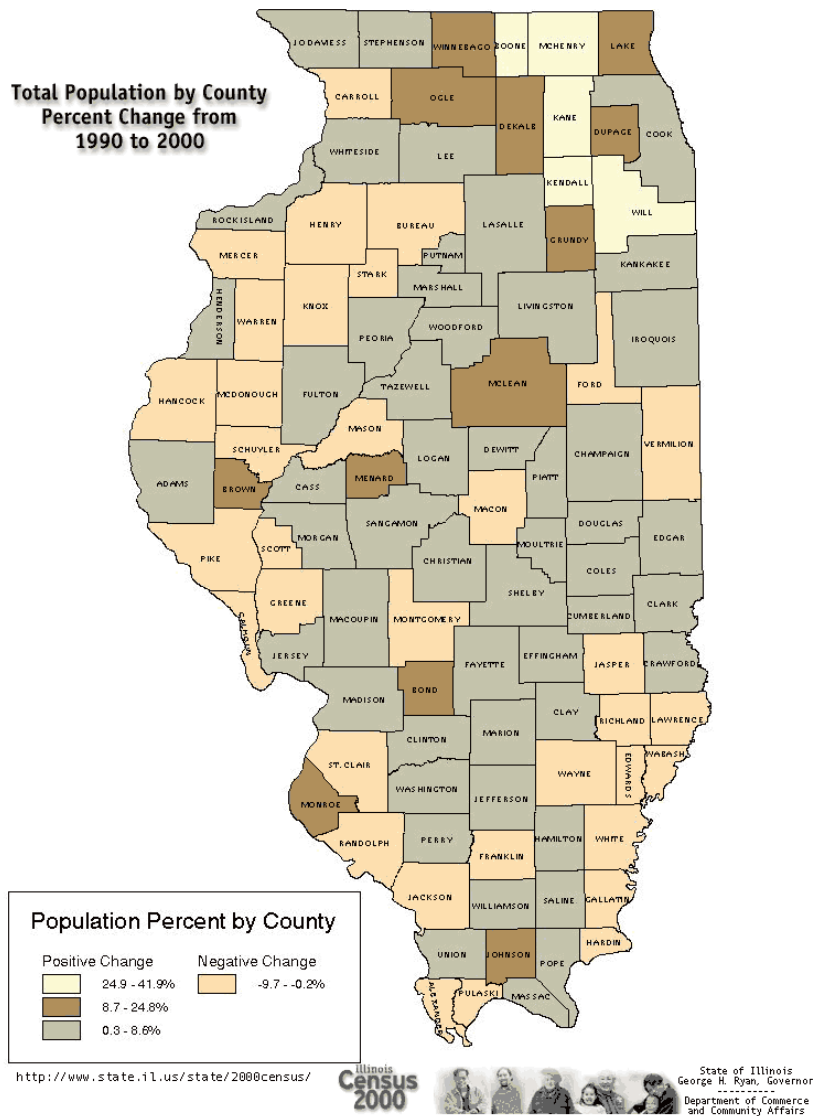 Total Population by County
Percent Change from
1990 to 2000
JODAVIESS
STEPHENSON
WINNEBAGO
BOONE
MCHENRY
LAKE
CARROLL
OGLE
DEKALB
KANE
DUPAGE
COOK
WHITESIDE
LEE
KENDALL
WILL
ROCK ISLAND
HENRY
BUREAU
LASALLE
GRUNDY
MERCER
PUTNAM
KANKAKEE
STARK
MARSHALL
HENDERSON
WARREN
KNOX
LIVINGSTON
PEORIA
WOODFORD
IROQUOIS
HANCOCK
MCDONOUGH
FULTON
TAZEWELL
MCLEAN
FORD
MASON
SCHUYLER
LOGAN
DEWITT
CHAMPAIGN
VERMILION
ADAMS
BROWN
CASS
MENARD
PIATT
MACON
SANGAMON
MORGAN
DOUGLAS
EDGAR
PIKE
SCOTT
CHRISTIAN
MOULTRIE
COLES
GREENE
MACOUPIN
MONTGOMERY
SHELBY
CUMBERLAND
CLARK
CALHOUN
JERSEY
FAYETTE
EFFINGHAM
JASPER
CRAWFORD
MADISON
BOND
CLAY
RICHLAND
LAWRENCE
CLINTON
MARION
ST. CLAIR
WAYNE
EDWARDS
WABASH
MONROE
WASHINGTON
JEFFERSON
RANDOLPH
PERRY
FRANKLIN
HAMILTON
WHITE
JACKSON
WILLIAMSON
SALINE
GALLATIN
UNION
JOHNSON
POPE
HARDIN
ALEXANDER
PULASKI
MASSAC
Population Percent by County
Positive Change
Negative Change
24.9 - 41.9%
-9.7 - -0.2%
8.7 - 24.8%
0.3 - 8.6%
http://www.state.il.us/state/2000census/
Illinois
Census
2000
State of Illinois
George H. Ryan, Governor
----------
Department of Commerce
and Community Affairs